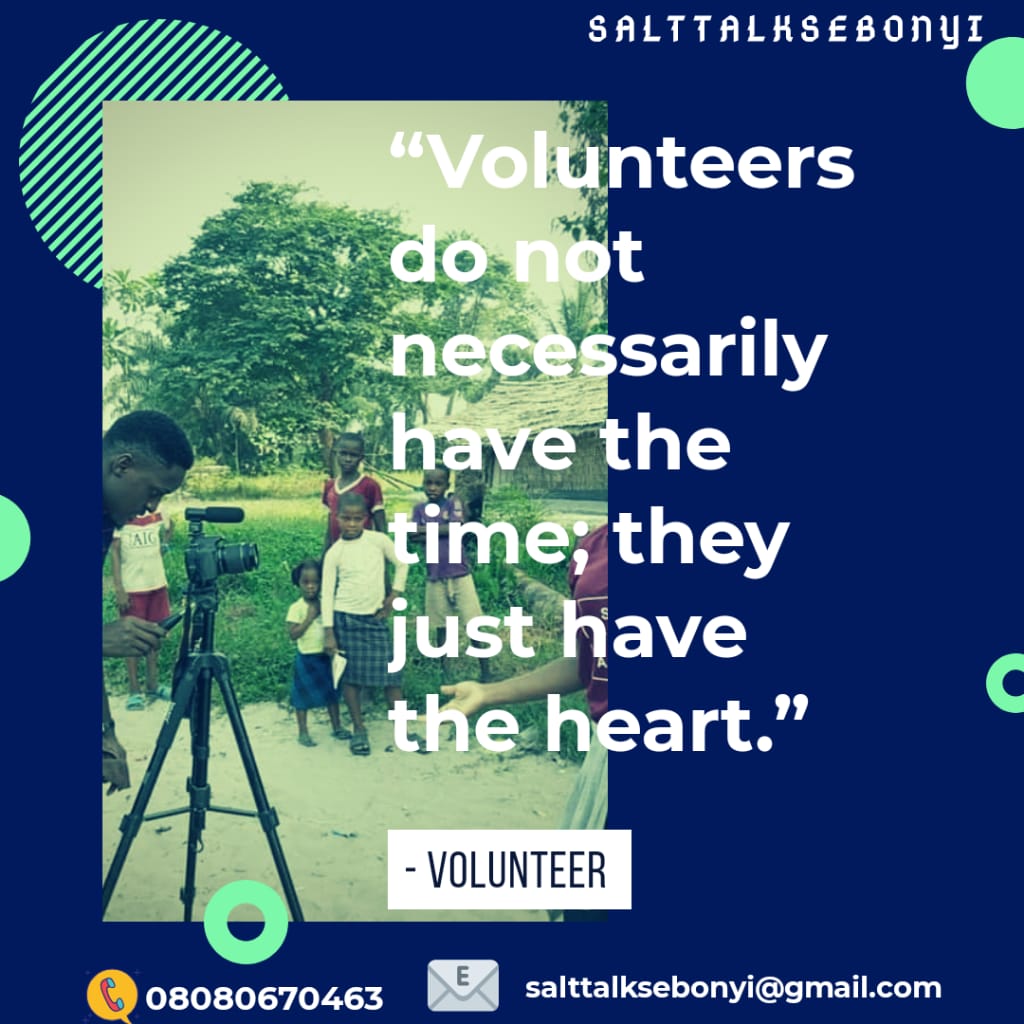 SALTTALKSEBONYI
“Volunteers
do not
necessarily
have the
time; they
just have
the heart.”
- VOLUNTEER
E
08080670463
salttalksebonyi@gmail.com